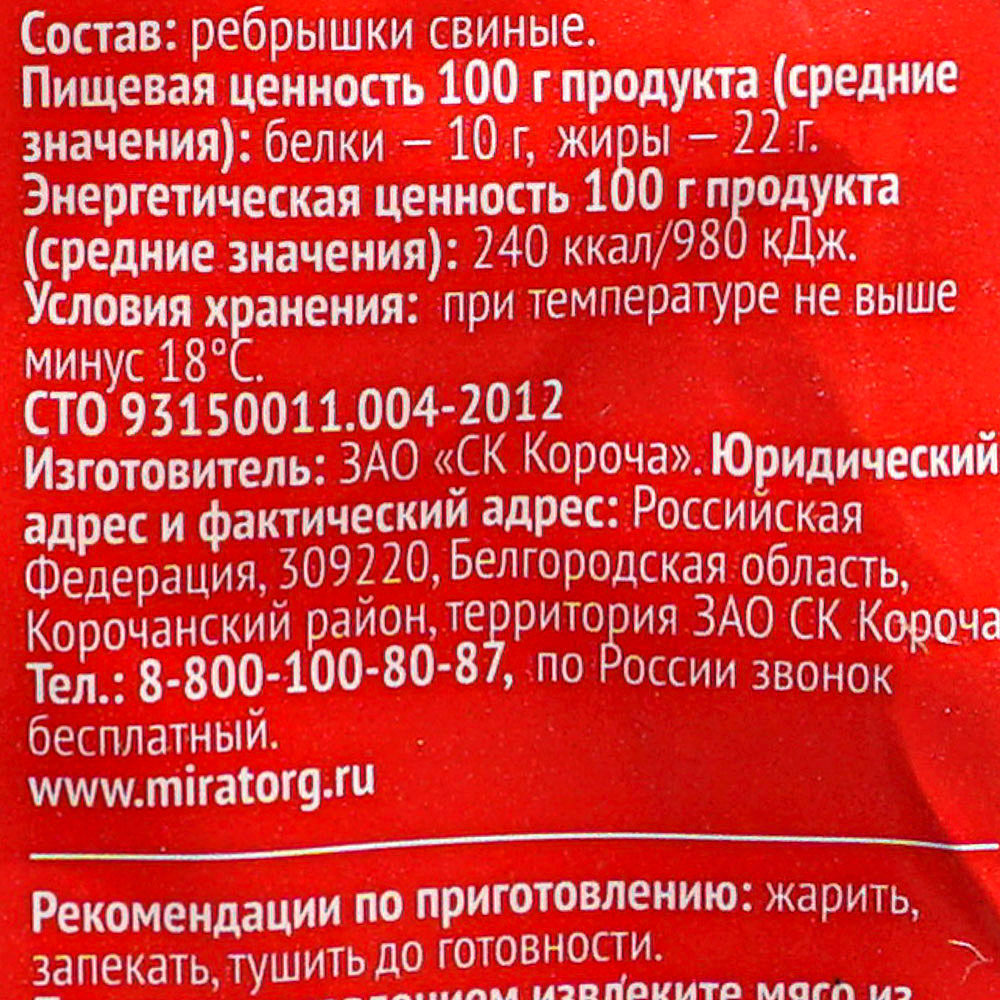 Состав: ребрышки свиные.
Пищевая ценность 100 г продукта (средние
значения): белки – 10 г, жиры – 22 г.
Энергетическая ценность 100 г продукта
(средние значения): 240 ккал/980 кДж.
Условия хранения: при температуре не выше
минус 18°С.
СТО 93150011.004-2012
Изготовитель: ЗАО «СК Короча». Юридический
адрес и фактический адрес: Российская
Федерация, 309220, Белгородская область,
Корочанский район, территория ЗАО СК Короча
Тел.: 8-800-100-80-87, по России звонок
бесплатный.
www.miratorg.ru
Рекомендации по приготовлению: жарить,
запекать, тушить до готовности.
извлеките мясо из